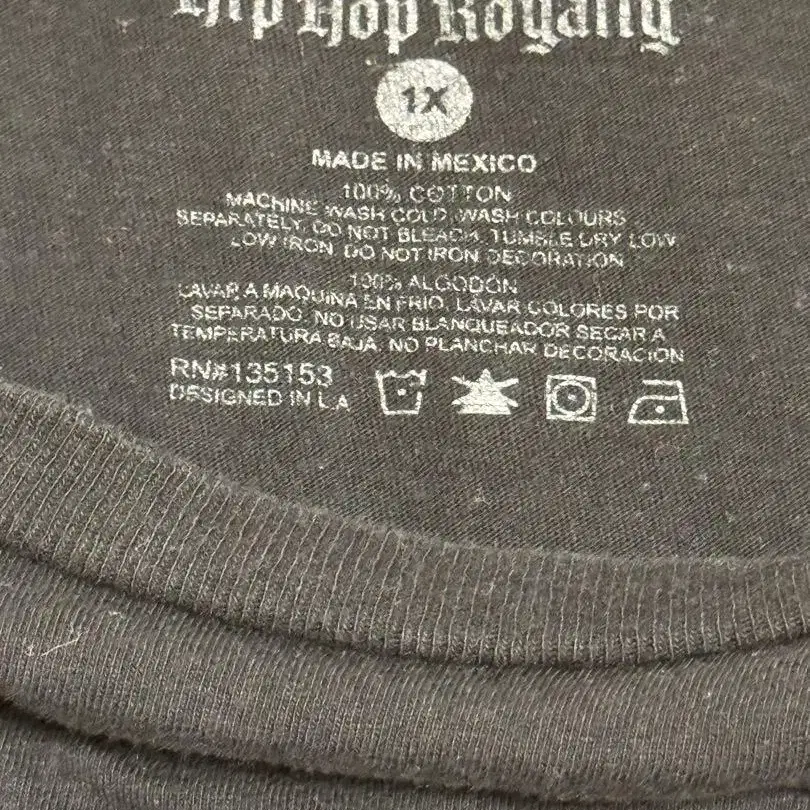 Hip Hop Royalty
1X
MADE IN MEXICO
100% COTTON
MACHINE WASH COLD, WASH COLOURS
SEPARATELY, DO NOT BLEACH, TUMBLE DRY LOW
LOW IRON, DO NOT IRON DECORATION
100% ALGODON
LAVAR A MAQUINA EN FRIO, LAVAR COLORES POR
SEPARADO, NO USAR BLANQUEADOR SECAR A
TEMPERATURA BAJA, NO PLANCHAR DECORACION
RN#135153
DESIGNED IN L.A